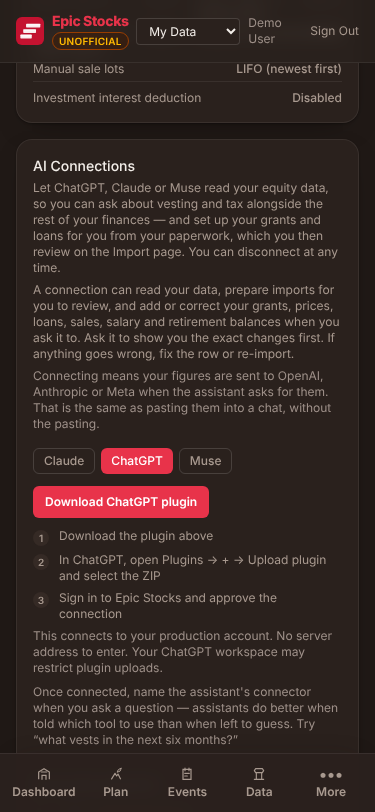 Epic Stocks
UNOFFICIAL
My Data
Demo User
Sign Out
Manual sale lots LIFO (newest first)
Investment interest deduction Disabled
AI Connections
Let ChatGPT, Claude or Muse read your equity data,
so you can ask about vesting and tax alongside the
rest of your finances — and set up your grants and
loans for you from your paperwork, which you then
review on the Import page. You can disconnect at any
time.
A connection can read your data, prepare imports for
you to review, and add or correct your grants, prices,
loans, sales, salary and retirement balances when you
ask it to. Ask it to show you the exact changes first. If
anything goes wrong, fix the row or re-import.
Connecting means your figures are sent to OpenAI,
Anthropic or Meta when the assistant asks for them.
That is the same as pasting them into a chat, without
the pasting.
Claude ChatGPT Muse
Download ChatGPT plugin
1 Download the plugin above
2 In ChatGPT, open Plugins → + → Upload plugin
and select the ZIP
3 Sign in to Epic Stocks and approve the
connection
This connects to your production account. No server
address to enter. Your ChatGPT workspace may
restrict plugin uploads.
Once connected, name the assistant's connector
when you ask a question — assistants do better when
told which tool to use than when left to guess. Try
“what vests in the next six months?”
Dashboard Plan Events Data More